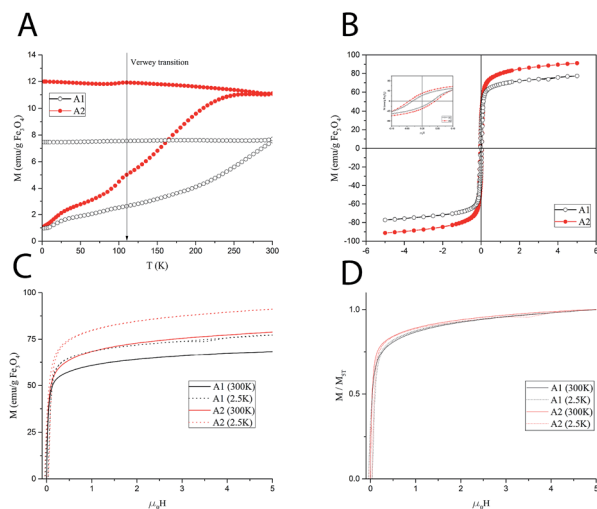 A
14
12
10
8
6
4
2
0
M (emu/g Fe₃O₄)
Verwey transition
A1
A2
0 50 100 150 200 250 300
T (K)
B
100
80
60
40
20
0
-20
-40
-60
-80
-100
M (emu/g Fe₃O₄)
A1
A2
-6 -4 -2 0 2 4 6
C
100
75
50
25
0
M (emu/g Fe₃O₄)
A1 (300K)
A1 (2.5K)
A2 (300K)
A2 (2.5K)
0 1 2 3 4 5
μ₀H
D
1.0
0.5
0.0
M / M₅T
A1 (300K)
A1 (2.5K)
A2 (300K)
A2 (2.5K)
0 1 2 3 4 5
μ₀H